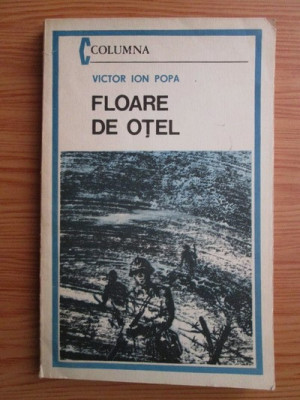 COLUMNA
VICTOR ION POPA
FLOARE
DE OȚEL